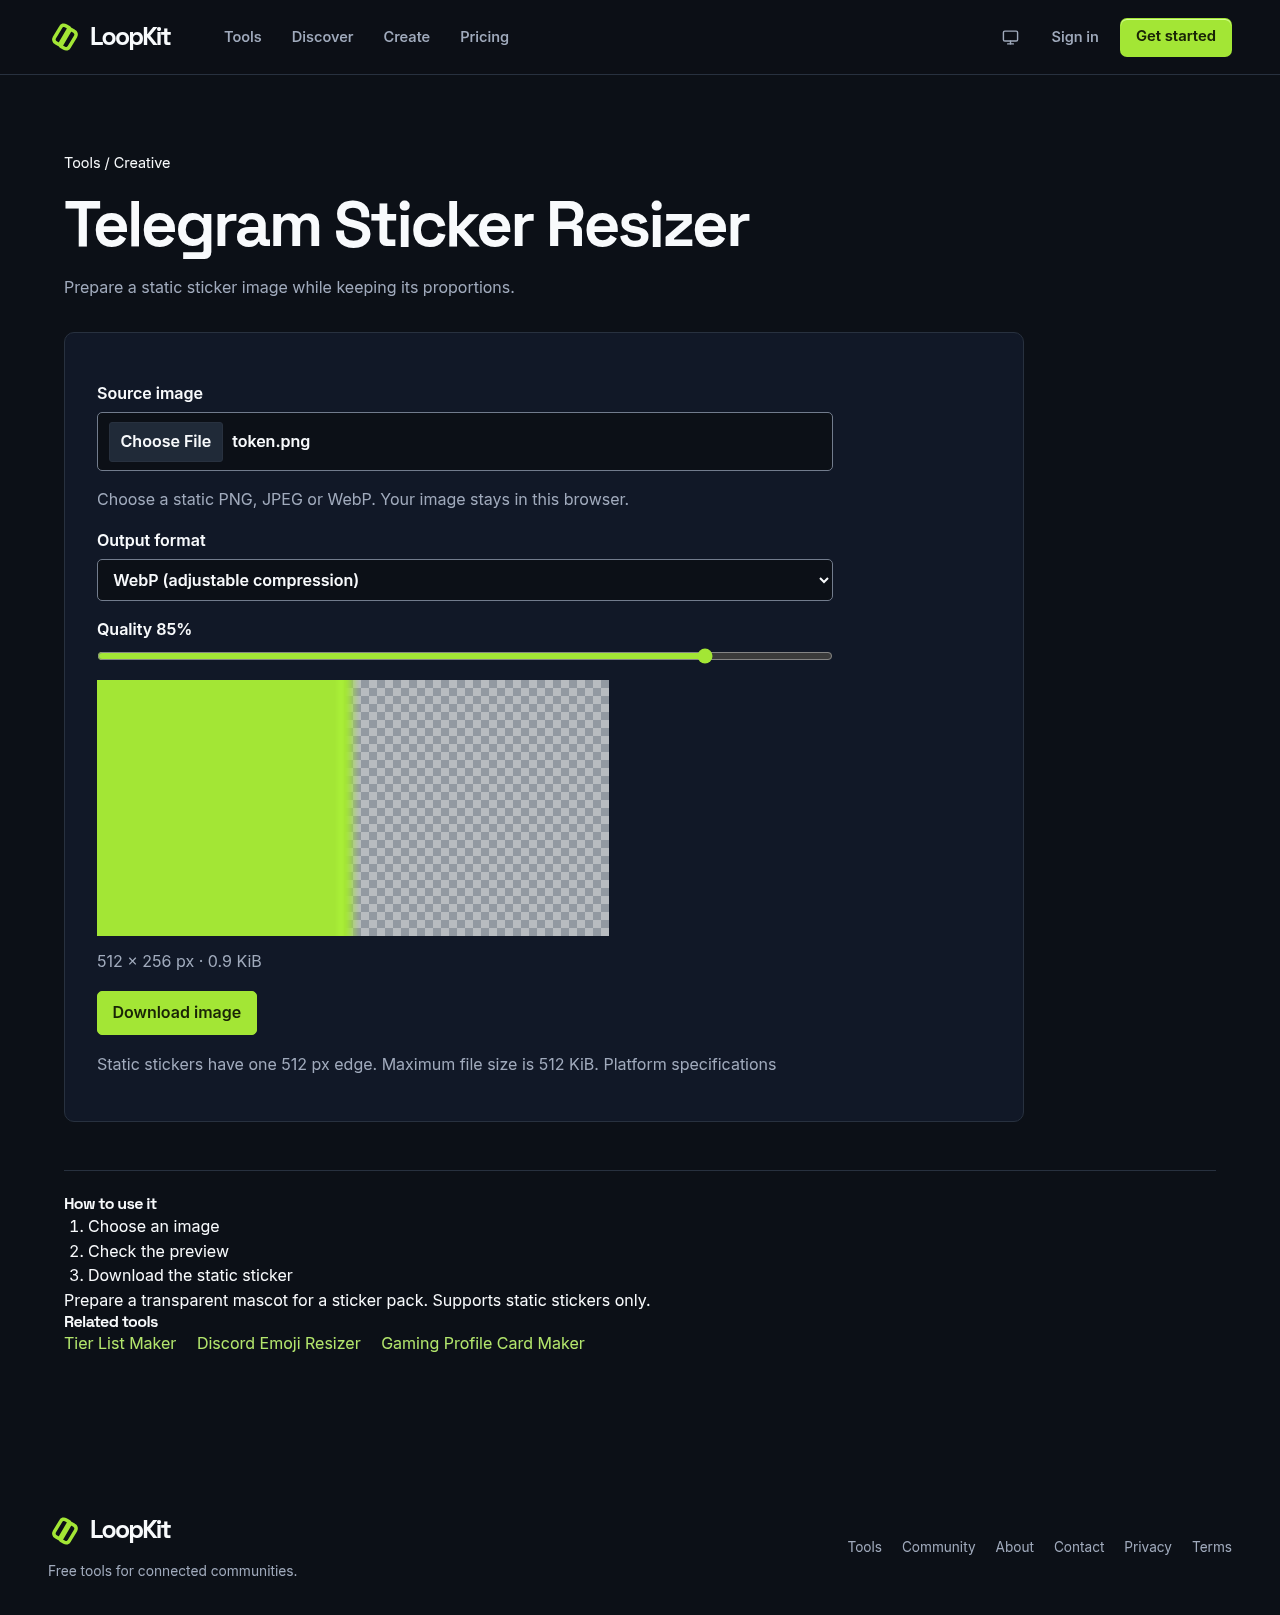 LoopKit Tools Discover Create Pricing Sign in Get started
Tools / Creative
Telegram Sticker Resizer
Prepare a static sticker image while keeping its proportions.
Source image
Choose File token.png
Choose a static PNG, JPEG or WebP. Your image stays in this browser.
Output format
WebP (adjustable compression)
Quality 85%
512 × 256 px · 0.9 KiB
Download image
Static stickers have one 512 px edge. Maximum file size is 512 KiB. Platform specifications
How to use it
1. Choose an image
2. Check the preview
3. Download the static sticker
Prepare a transparent mascot for a sticker pack. Supports static stickers only.
Related tools
Tier List Maker Discord Emoji Resizer Gaming Profile Card Maker
LoopKit
Free tools for connected communities.
Tools Community About Contact Privacy Terms